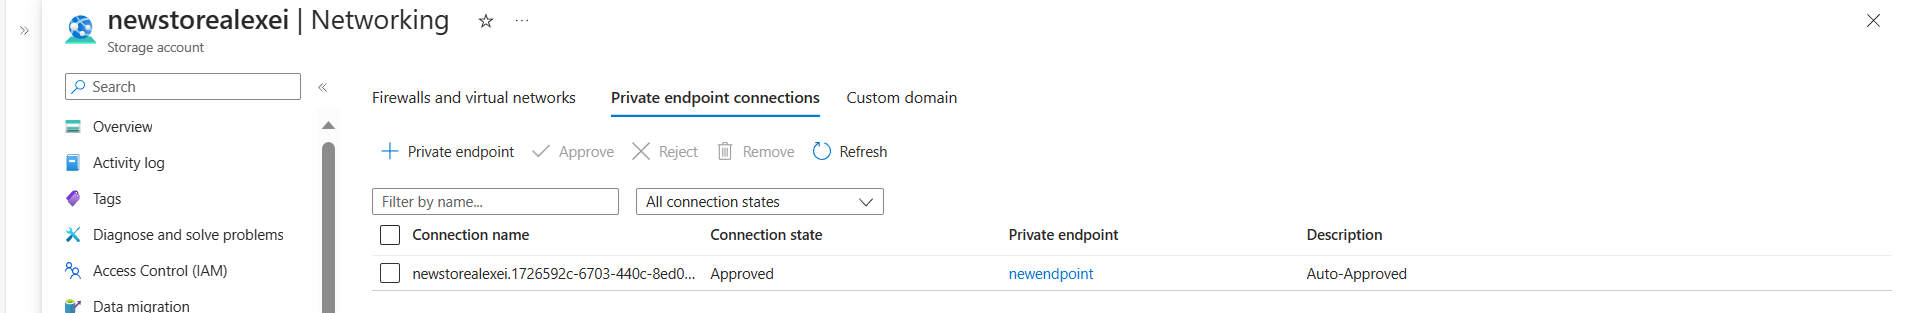 newstorealexei | Networking
Storage account
Search
Overview
Activity log
Tags
Diagnose and solve problems
Access Control (IAM)
Data migration
Firewalls and virtual networks Private endpoint connections Custom domain
Private endpoint Approve Reject Remove Refresh
Filter by name... All connection states
Connection name Connection state Private endpoint Description
newstorealexei.1726592c-6703-440c-8ed0... Approved newendpoint Auto-Approved